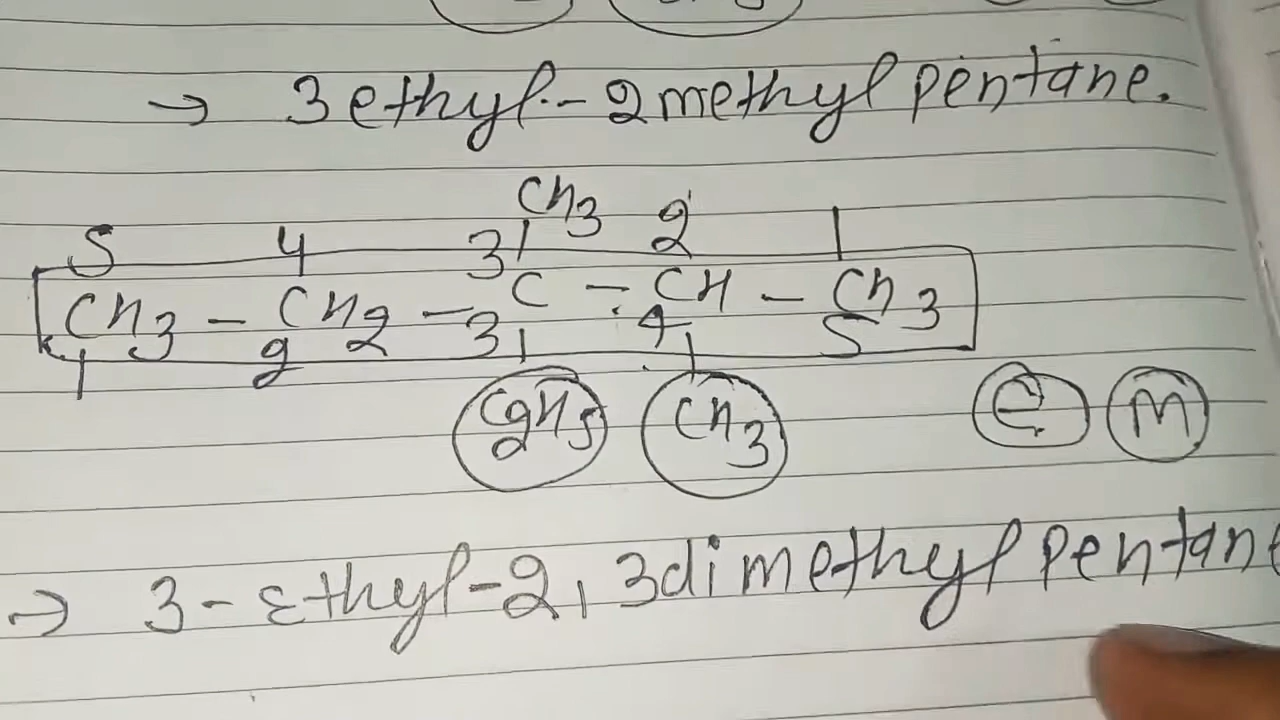 → 3 ethyl - 2 methyl pentane.
CH3
5 4 3 2 1
CH3 - CH2 - C - CH - CH3
1 2 3 4 5
C2H5 CH3 e m
→ 3 - Ethyl - 2, 3 dimethyl pentan